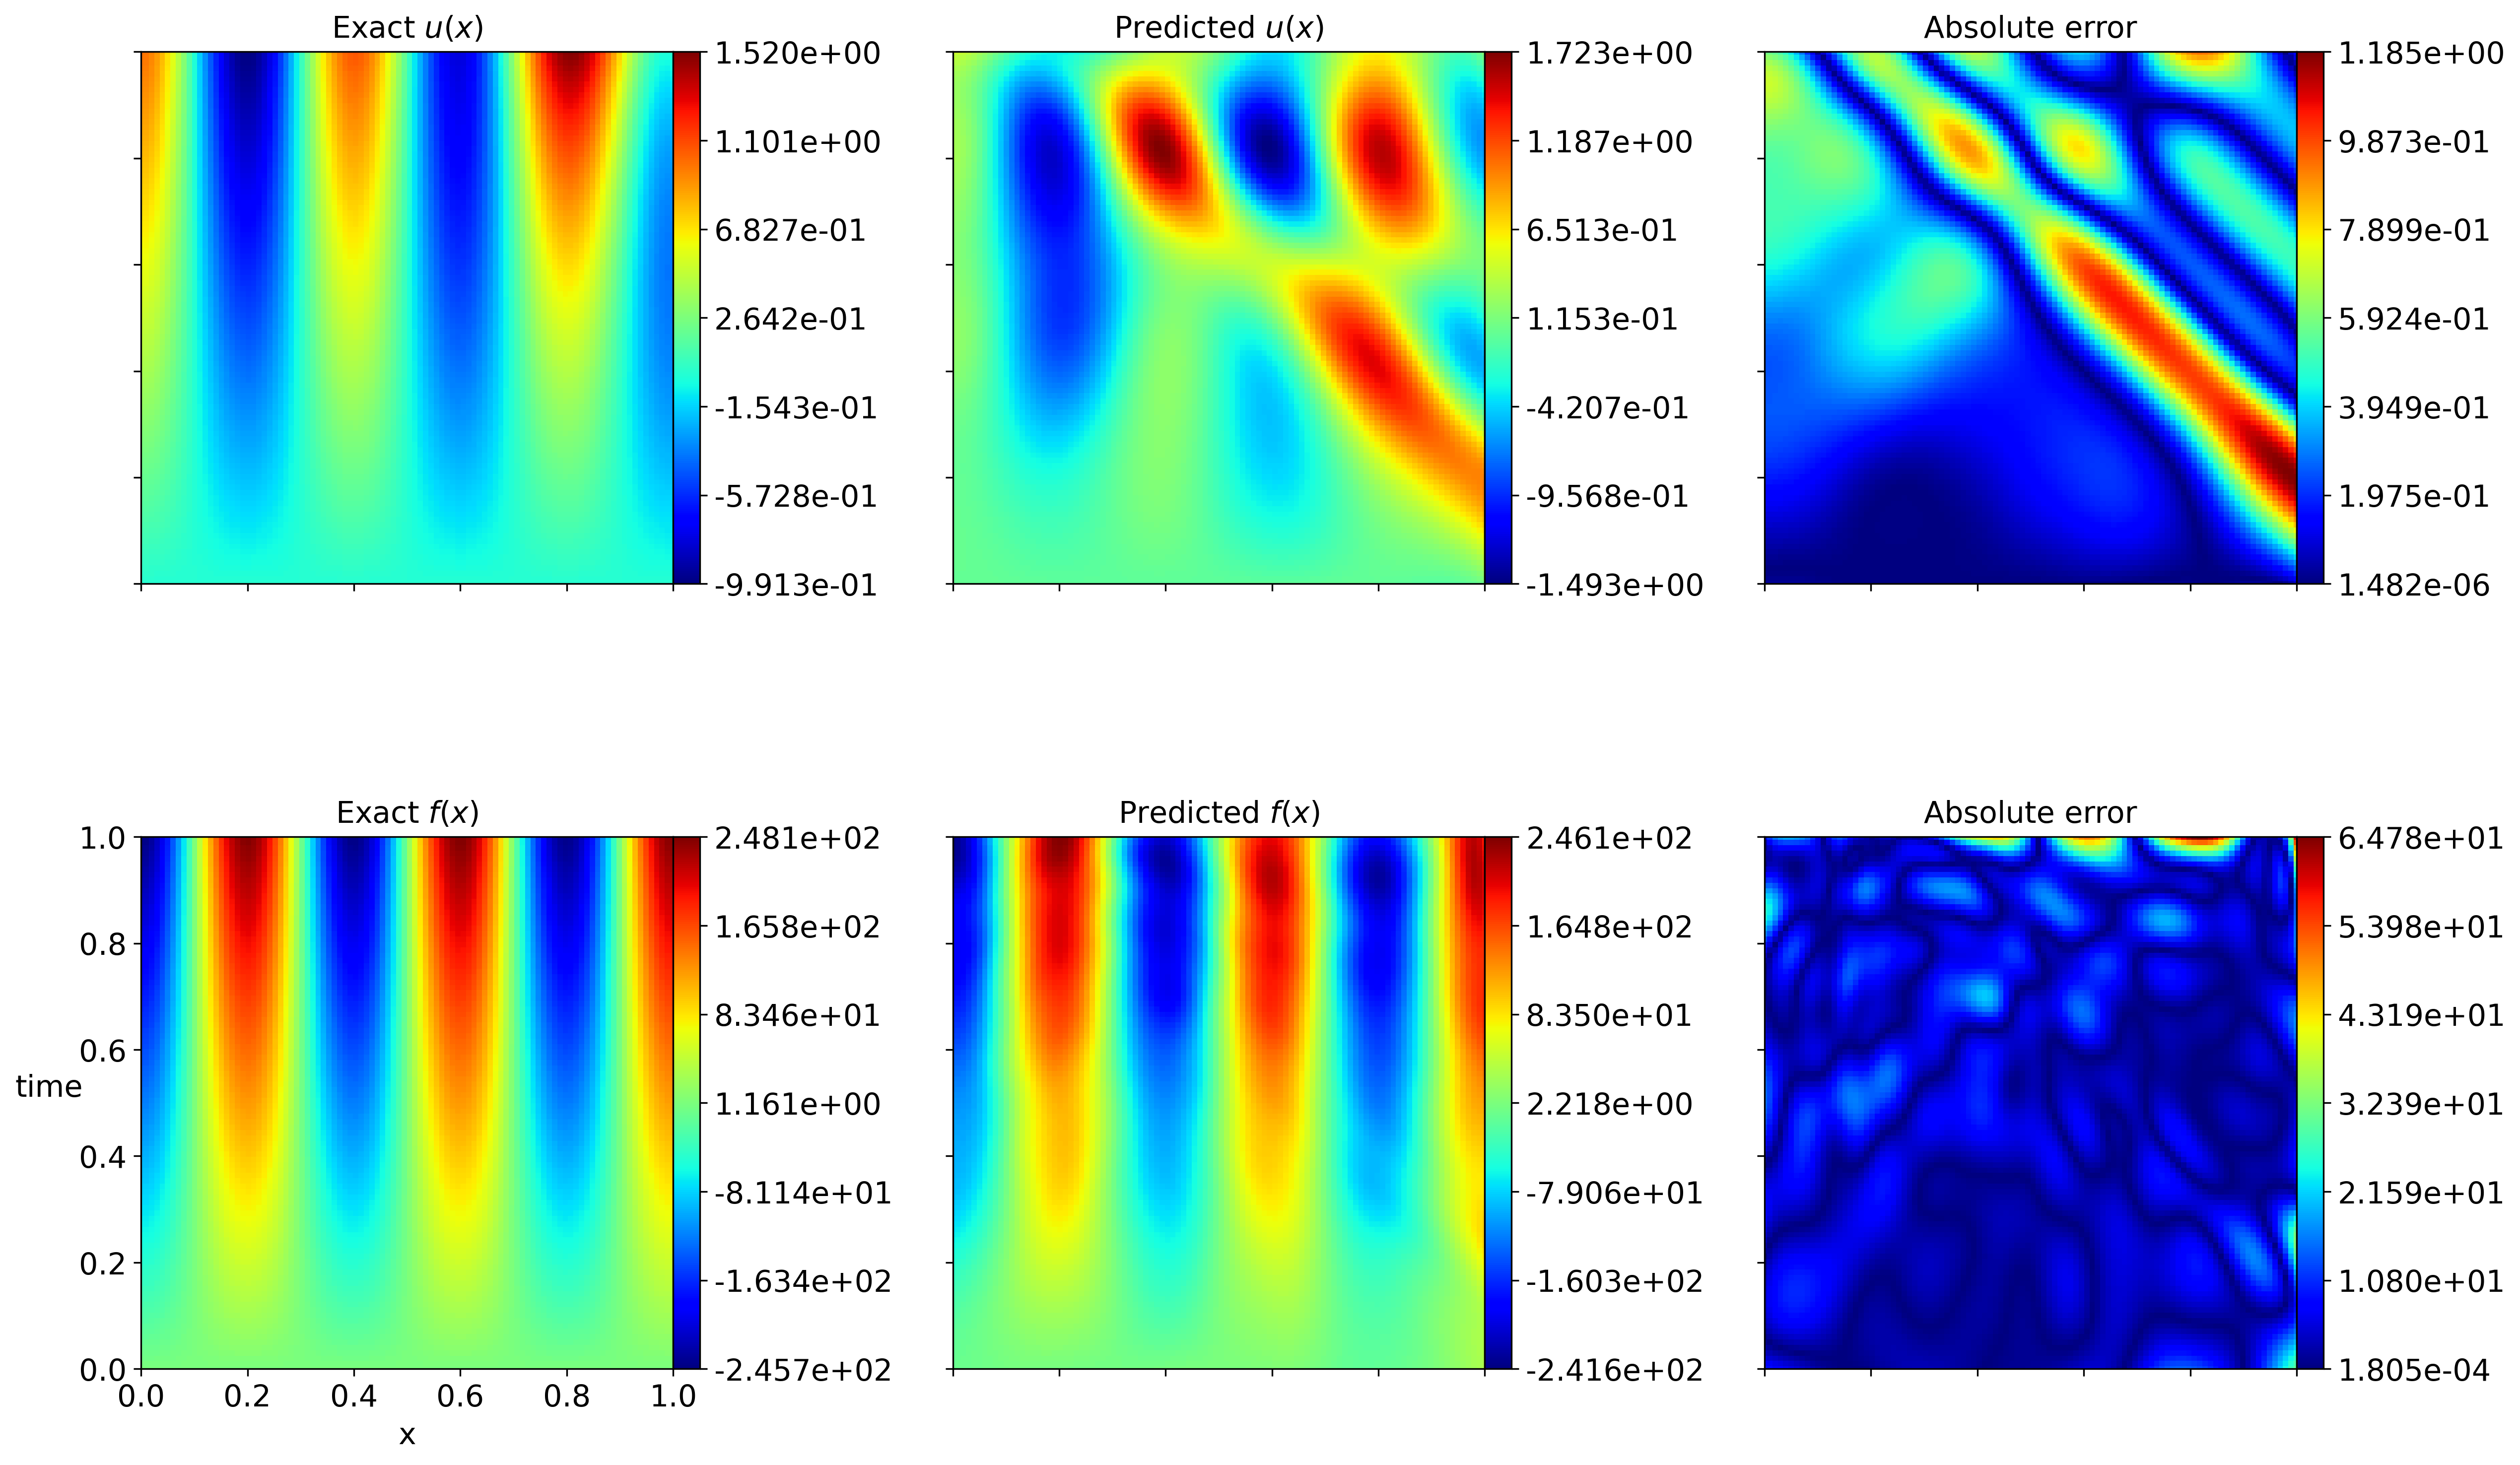 Exact u(x)
1.520e+00
1.101e+00
6.827e-01
2.642e-01
-1.543e-01
-5.728e-01
-9.913e-01
Predicted u(x)
1.723e+00
1.187e+00
6.513e-01
1.153e-01
-4.207e-01
-9.568e-01
-1.493e+00
Absolute error
1.185e+00
9.873e-01
7.899e-01
5.924e-01
3.949e-01
1.975e-01
1.482e-06
Exact f(x)
1.0
0.8
0.6
0.4
0.2
0.0
time
0.0 0.2 0.4 0.6 0.8 1.0
x
2.481e+02
1.658e+02
8.346e+01
1.161e+00
-8.114e+01
-1.634e+02
-2.457e+02
Predicted f(x)
2.461e+02
1.648e+02
8.350e+01
2.218e+00
-7.906e+01
-1.603e+02
-2.416e+02
Absolute error
6.478e+01
5.398e+01
4.319e+01
3.239e+01
2.159e+01
1.080e+01
1.805e-04